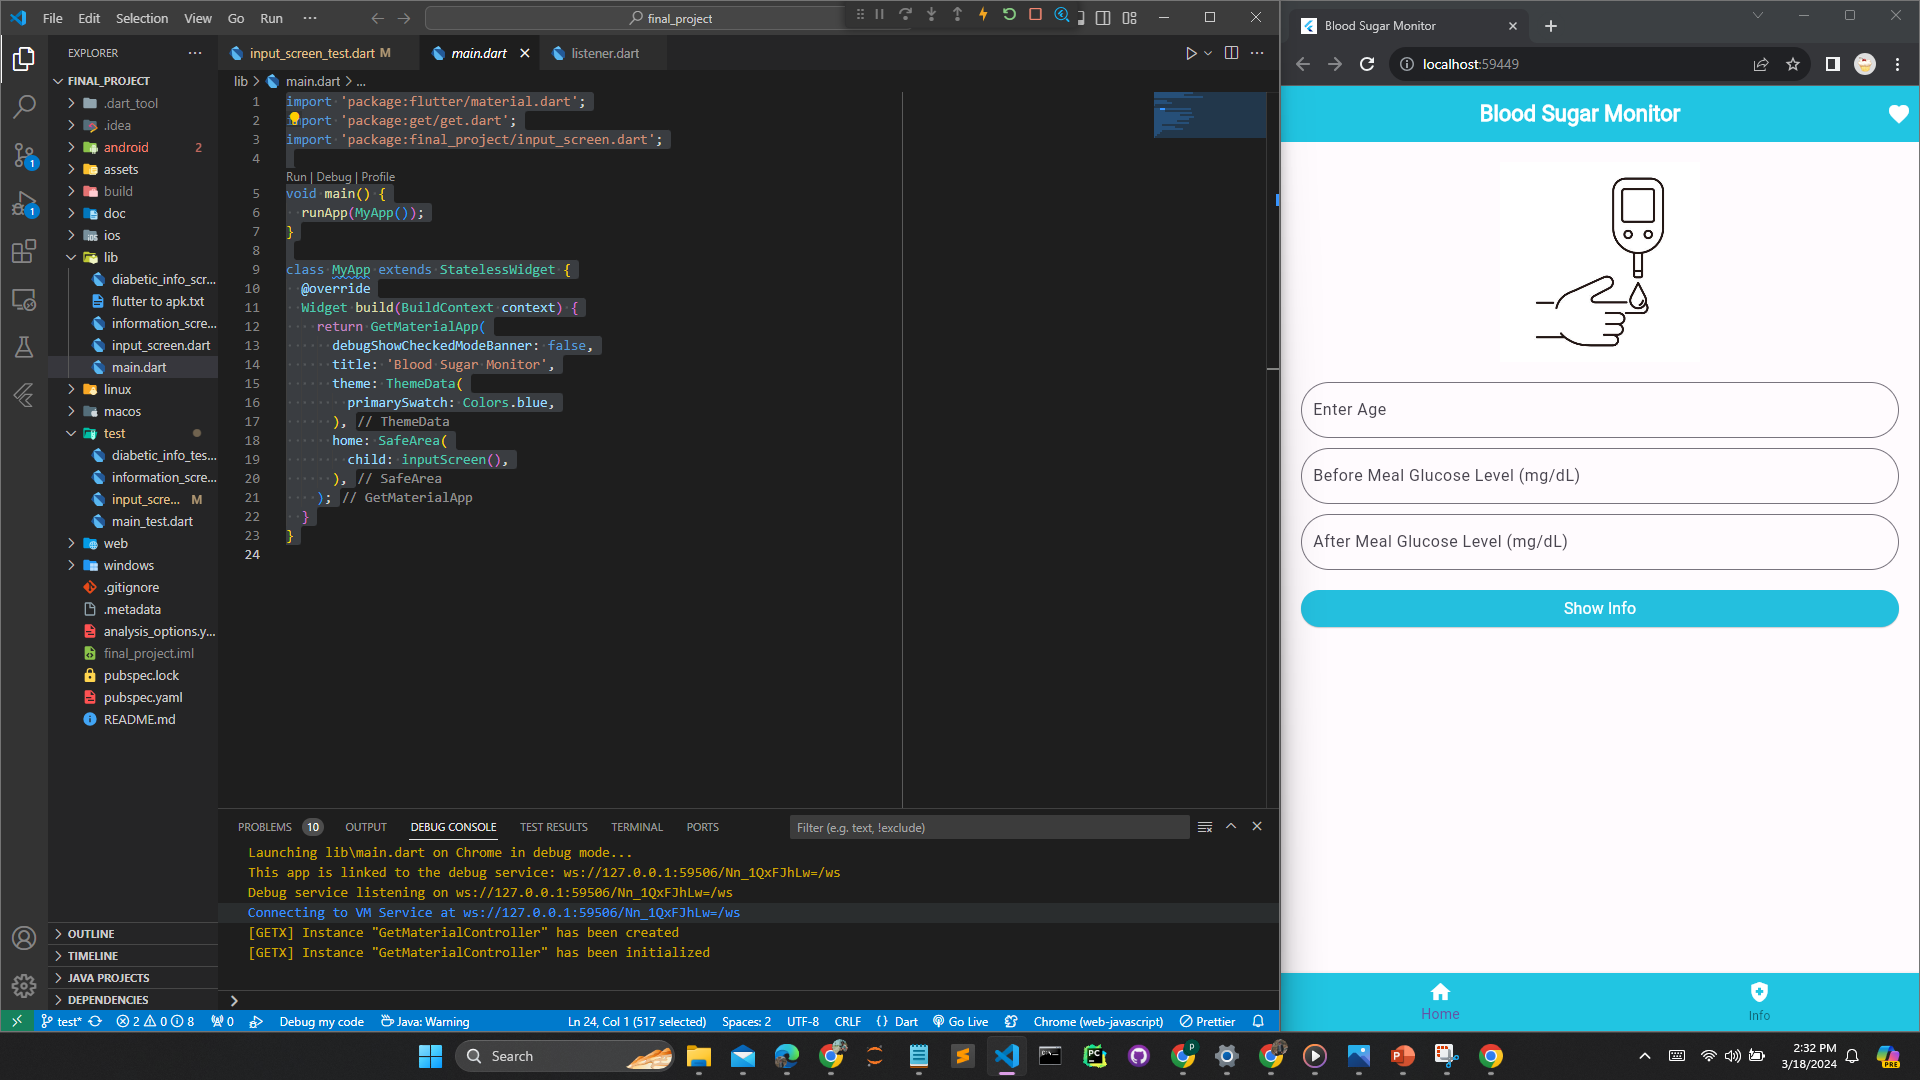 File Edit Selection View Go Run ···
final_project
EXPLORER
FINAL_PROJECT
.dart_tool
.idea
android 2
assets
build
doc
ios
lib
diabetic_info_scr...
flutter to apk.txt
information_scre...
input_screen.dart
main.dart
linux
macos
test
diabetic_info_tes...
information_scre...
input_scre... M
main_test.dart
web
windows
.gitignore
.metadata
analysis_options.y...
final_project.iml
pubspec.lock
pubspec.yaml
README.md
OUTLINE
TIMELINE
JAVA PROJECTS
DEPENDENCIES
1
1
input_screen_test.dart M
main.dart
listener.dart
lib > main.dart > ...
1 import 'package:flutter/material.dart';
2 import 'package:get/get.dart';
3 import 'package:final_project/input_screen.dart';
4
Run | Debug | Profile
5 void main() {
6 runApp(MyApp());
7 }
8
9 class MyApp extends StatelessWidget {
10 @override
11 Widget build(BuildContext context) {
12 return GetMaterialApp(
13 debugShowCheckedModeBanner: false,
14 title: 'Blood Sugar Monitor',
15 theme: ThemeData(
16 primarySwatch: Colors.blue,
17 ), // ThemeData
18 home: SafeArea(
19 child: inputScreen(),
20 ), // SafeArea
21 ); // GetMaterialApp
22 }
23 }
24
PROBLEMS 10 OUTPUT DEBUG CONSOLE TEST RESULTS TERMINAL PORTS
Filter (e.g. text, !exclude)
Launching lib\main.dart on Chrome in debug mode...
This app is linked to the debug service: ws://127.0.0.1:59506/Nn_1QxFJhLw=/ws
Debug service listening on ws://127.0.0.1:59506/Nn_1QxFJhLw=/ws
Connecting to VM Service at ws://127.0.0.1:59506/Nn_1QxFJhLw=/ws
[GETX] Instance "GetMaterialController" has been created
[GETX] Instance "GetMaterialController" has been initialized
test* 2 0 8 0 Debug my code Java: Warning Ln 24, Col 1 (517 selected) Spaces: 2 UTF-8 CRLF {} Dart Go Live Chrome (web-javascript) Prettier
Blood Sugar Monitor
localhost:59449
Blood Sugar Monitor
Enter Age
Before Meal Glucose Level (mg/dL)
After Meal Glucose Level (mg/dL)
Show Info
Home
Info
Search
PC
P
P
PRE
2:32 PM
3/18/2024